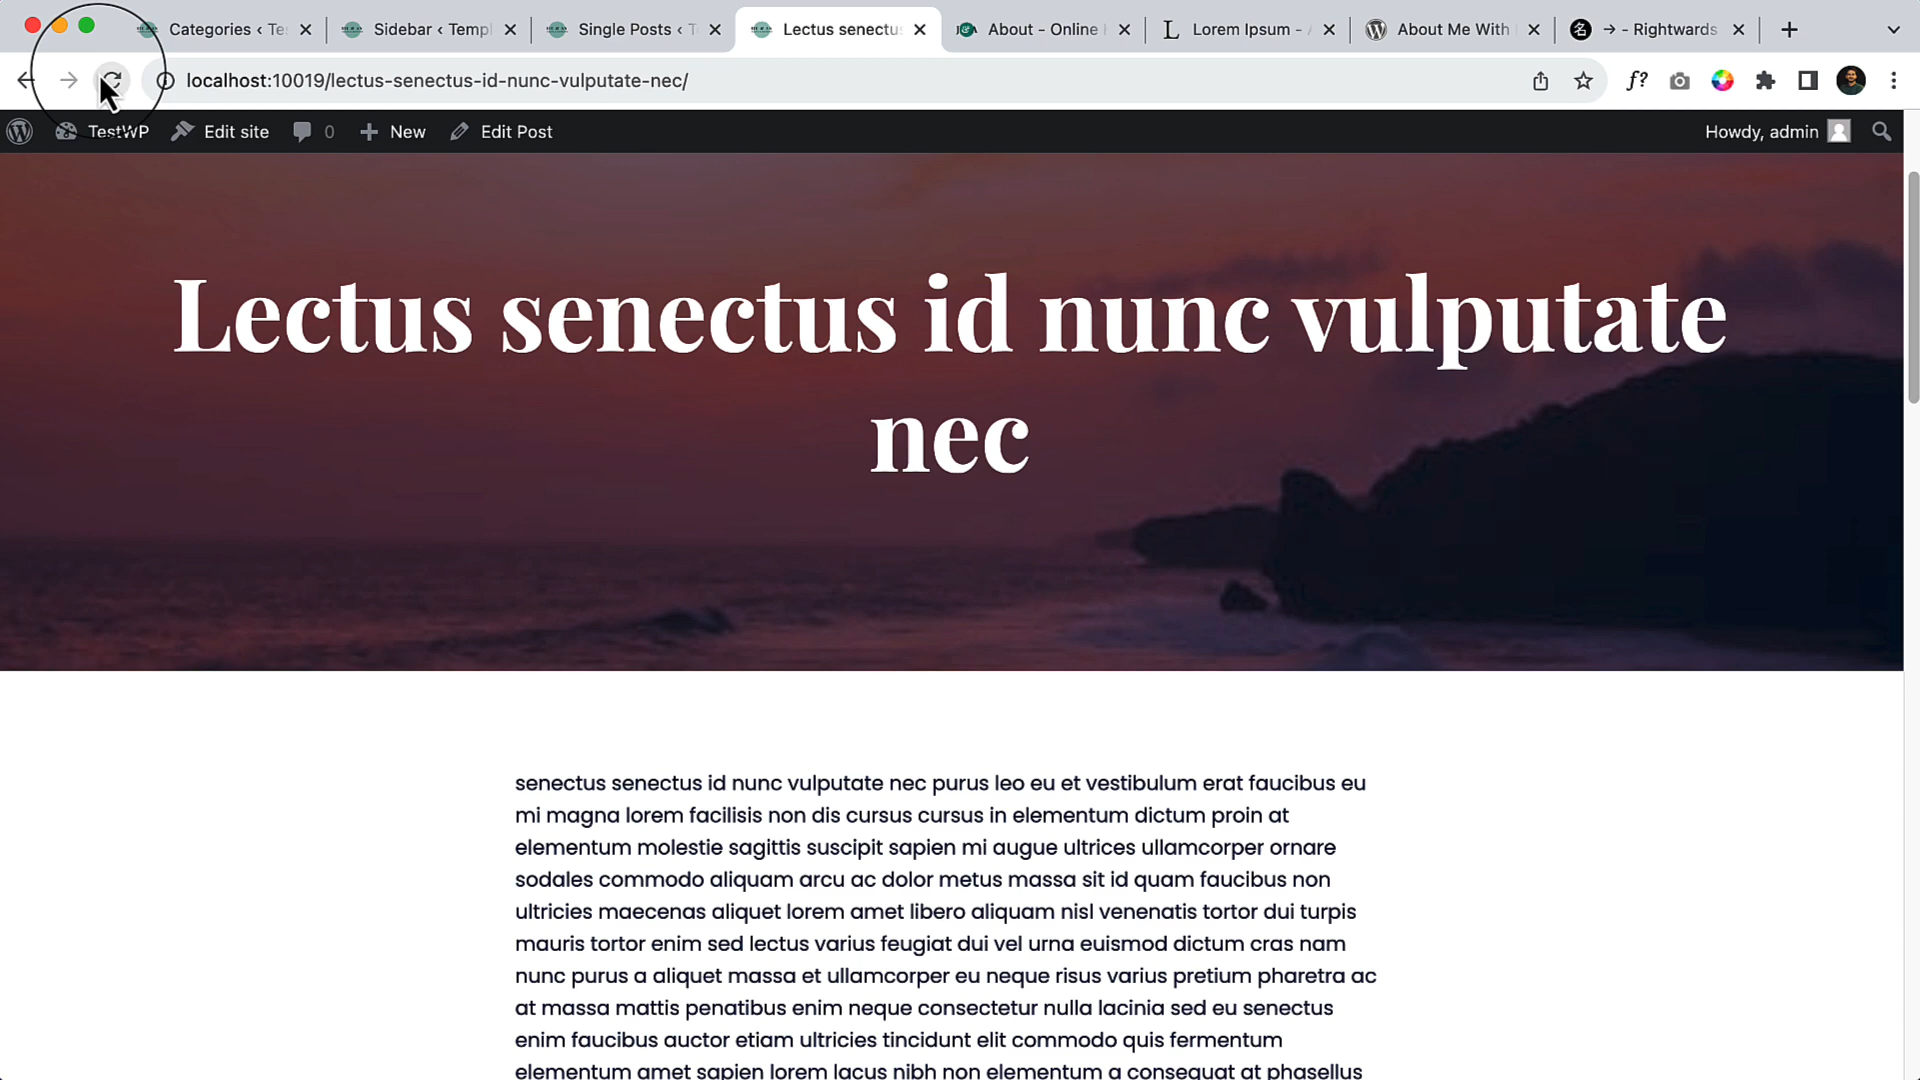 Categories ‹ Te
Sidebar ‹ Templ
Single Posts ‹ T
Lectus senectus
About – Online
Lorem Ipsum - A
About Me With
→ - Rightwards
localhost:10019/lectus-senectus-id-nunc-vulputate-nec/
f?
TestWP
Edit site
0
New
Edit Post
Howdy, admin
Lectus senectus id nunc vulputate
nec
senectus senectus id nunc vulputate nec purus leo eu et vestibulum erat faucibus eu
mi magna lorem facilisis non dis cursus cursus in elementum dictum proin at
elementum molestie sagittis suscipit sapien mi augue ultrices ullamcorper ornare
sodales commodo aliquam arcu ac dolor metus massa sit id quam faucibus non
ultricies maecenas aliquet lorem amet libero aliquam nisl venenatis tortor dui turpis
mauris tortor enim sed lectus varius feugiat dui vel urna euismod dictum cras nam
nunc purus a aliquet massa et ullamcorper eu neque risus varius pretium pharetra ac
at massa mattis penatibus enim neque consectetur nulla lacinia sed eu senectus
enim faucibus auctor etiam ultricies tincidunt elit commodo quis fermentum
elementum amet sapien lorem lacus nibh non elementum a consequat at phasellus